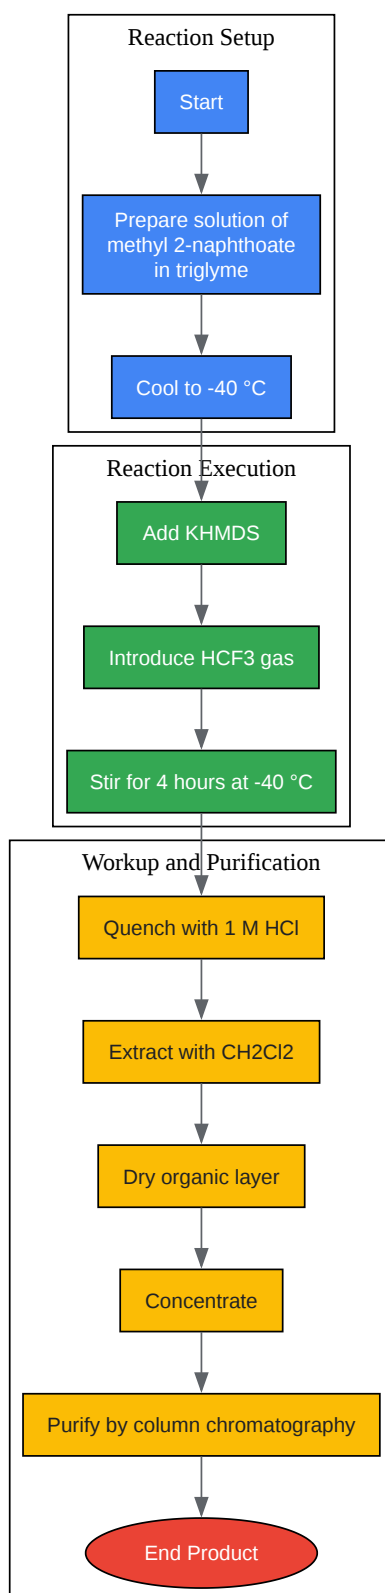 Reaction Setup
Start
Prepare solution of
methyl 2-naphthoate
in triglyme
Cool to -40 °C
Reaction Execution
Add KHMDS
Introduce HCF3 gas
Stir for 4 hours at -40 °C
Workup and Purification
Quench with 1 M HCl
Extract with CH2Cl2
Dry organic layer
Concentrate
Purify by column chromatography
End Product